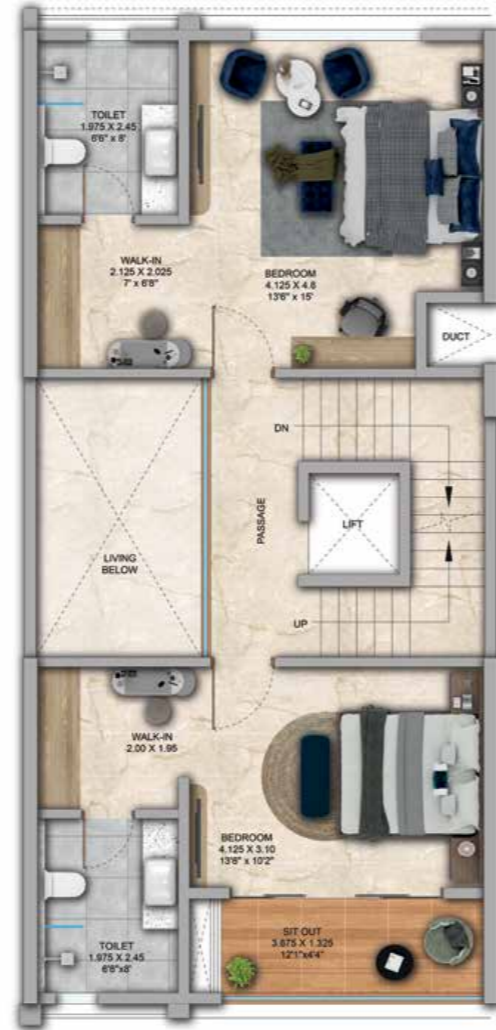 TOILET
1.975 X 2.45
6'6" x 8'
WALK-IN
2.125 X 2.025
7' x 6'8"
BEDROOM
4.125 X 4.6
13'6" x 15'
DUCT
DN
PASSAGE
LIFT
LIVING
BELOW
UP
WALK-IN
2.00 X 1.95
BEDROOM
4.125 X 3.10
13'6" x 10'2"
TOILET
1.975 X 2.45
6'6"x8'
SIT OUT
3.675 X 1.325
12'1"x4'4"